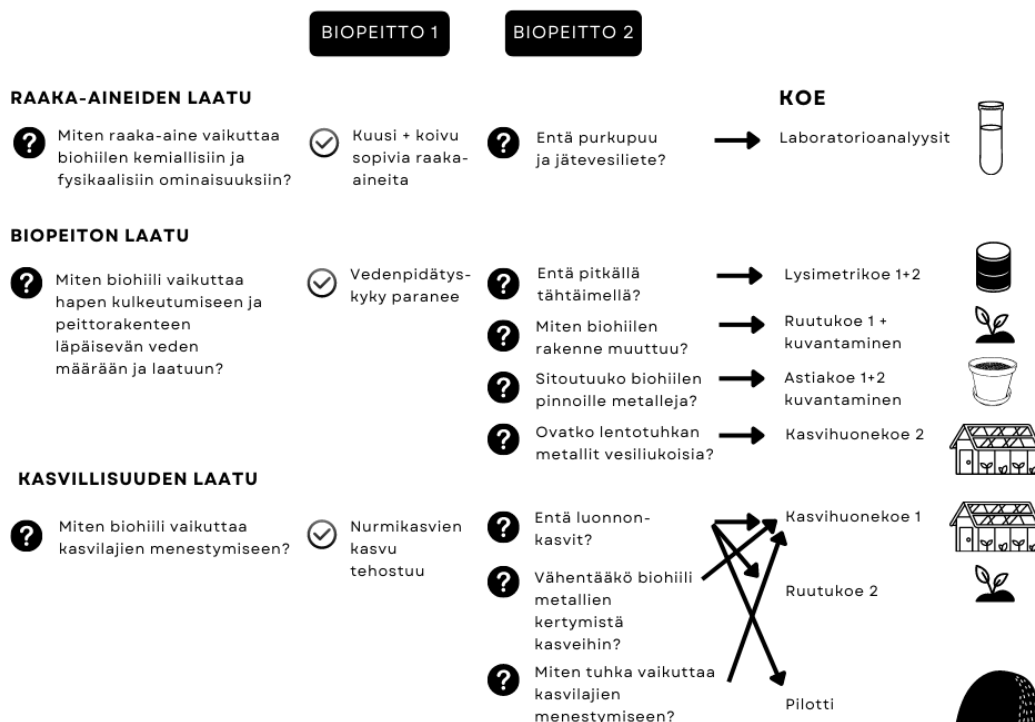 BIOPEITTO 1
BIOPEITTO 2
RAAKA-AINEIDEN LAATU
KOE
Miten raaka-aine vaikuttaa
biohiilen kemiallisiin ja
fysikaalisiin ominaisuuksiin?
Kuusi + koivu
sopivia raaka-
aineita
Entä purkupuu
ja jätevesiliete?
Laboratorioanalyysit
BIOPEITON LAATU
Miten biohiili vaikuttaa
hapen kulkeutumiseen ja
peittorakenteen
läpäisevän veden
määrään ja laatuun?
Vedenpidätys-
kyky paranee
Entä pitkällä
tähtäimellä?
Lysimetrikoe 1+2
Miten biohiilen
rakenne muuttuu?
Ruutukoe 1 +
kuvantaminen
Sitoutuuko biohiilen
pinnoille metalleja?
Astiakoe 1+2
kuvantaminen
Ovatko lentotuhkan
metallit vesiliukoisia?
Kasvihuonekoe 2
KASVILLISUUDEN LAATU
Miten biohiili vaikuttaa
kasvilajien menestymiseen?
Nurmikasvien
kasvu
tehostuu
Entä luonnon-
kasvit?
Kasvihuonekoe 1
Vähentääkö biohiili
metallien
kertymistä
kasveihin?
Ruutukoe 2
Miten tuhka vaikuttaa
kasvilajien
menestymiseen?
Pilotti